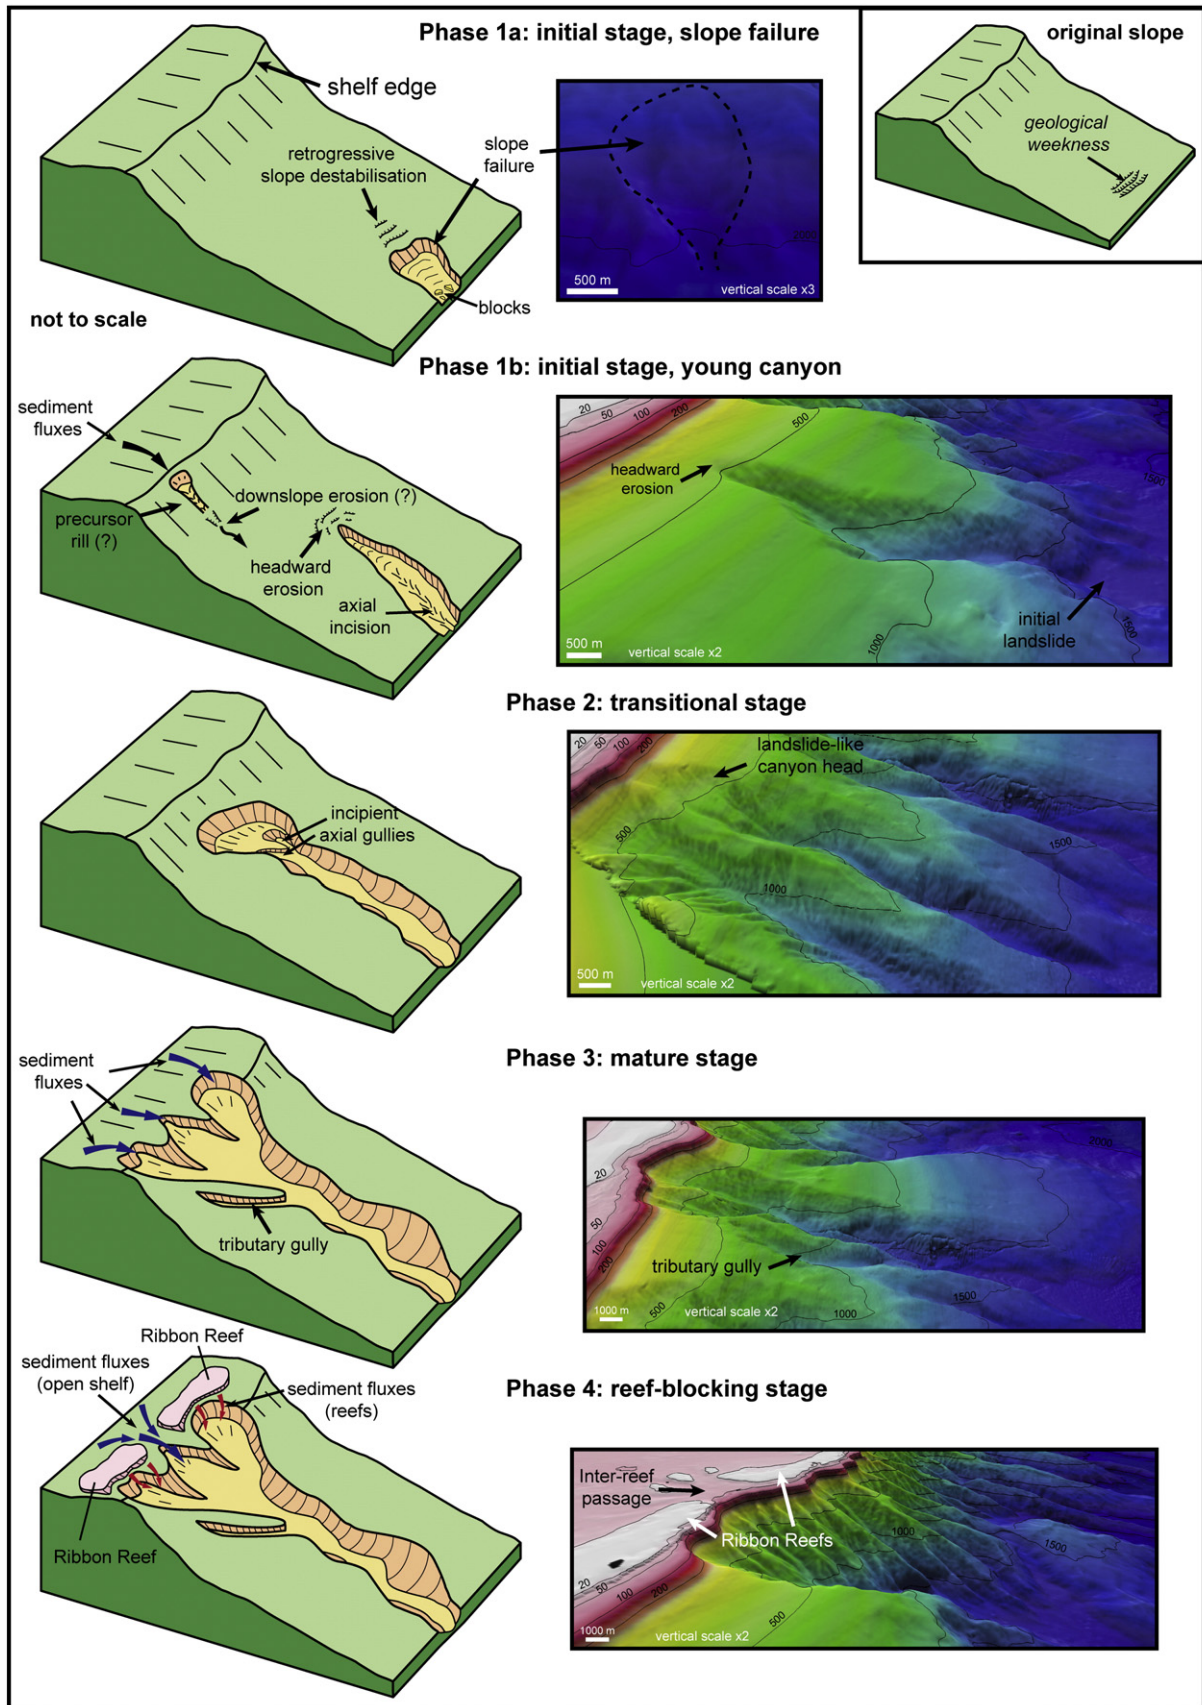 Phase 1a: initial stage, slope failure
original slope
shelf edge
geological
weekness
retrogressive
slope destabilisation
slope
failure
2000
500 m
vertical scale x3
blocks
not to scale
Phase 1b: initial stage, young canyon
sediment
fluxes
downslope erosion (?)
precursor
rill (?)
headward
erosion
axial
incision
20
50
100
200
500
headward
erosion
1500
initial
landslide
1500
1000
500 m
vertical scale x2
Phase 2: transitional stage
incipient
axial gullies
20
50
100
200
landslide-like
canyon head
500
1500
1000
500 m
vertical scale x2
Phase 3: mature stage
sediment
fluxes
tributary gully
20
50
100
200
2000
tributary gully
1500
1000
500
1000 m
vertical scale x2
Phase 4: reef-blocking stage
Ribbon Reef
sediment fluxes
(open shelf)
sediment fluxes
(reefs)
Ribbon Reef
Inter-reef
passage
Ribbon Reefs
1000
1500
20
50
100
200
500
1000 m
vertical scale x2